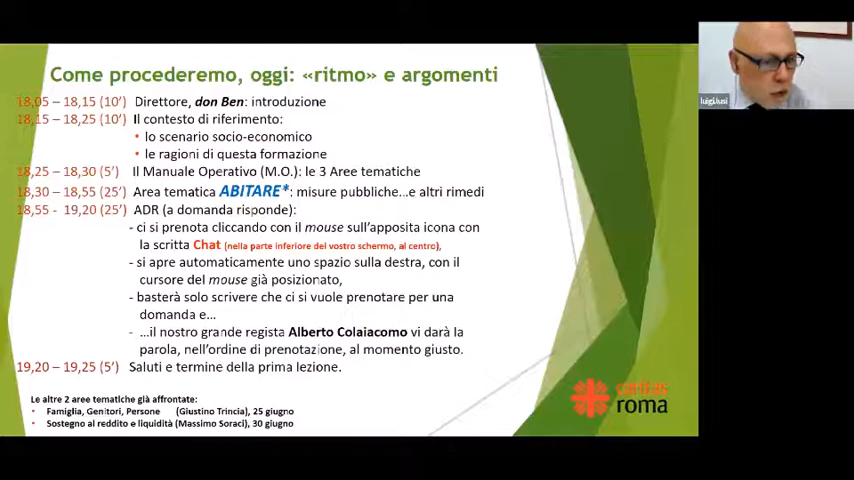 Come procederemo, oggi: «ritmo» e argomenti
18,05 – 18,15 (10') Direttore, don Ben: introduzione
18,15 – 18,25 (10') Il contesto di riferimento:
• lo scenario socio-economico
• le ragioni di questa formazione
18,25 – 18,30 (5') Il Manuale Operativo (M.O.): le 3 Aree tematiche
18,30 – 18,55 (25') Area tematica ABITARE*: misure pubbliche...e altri rimedi
18,55 - 19,20 (25') ADR (a domanda risponde):
- ci si prenota cliccando con il mouse sull'apposita icona con
la scritta Chat (nella parte inferiore del vostro schermo, al centro),
- si apre automaticamente uno spazio sulla destra, con il
cursore del mouse già posizionato,
- basterà solo scrivere che ci si vuole prenotare per una
domanda e...
- ...il nostro grande regista Alberto Colaiacomo vi darà la
parola, nell'ordine di prenotazione, al momento giusto.
19,20 – 19,25 (5') Saluti e termine della prima lezione.
Le altre 2 aree tematiche già affrontate:
• Famiglia, Genitori, Persone (Giustino Trincia), 25 giugno
• Sostegno al reddito e liquidità (Massimo Soraci), 30 giugno
caritas
roma
luigi.lusi